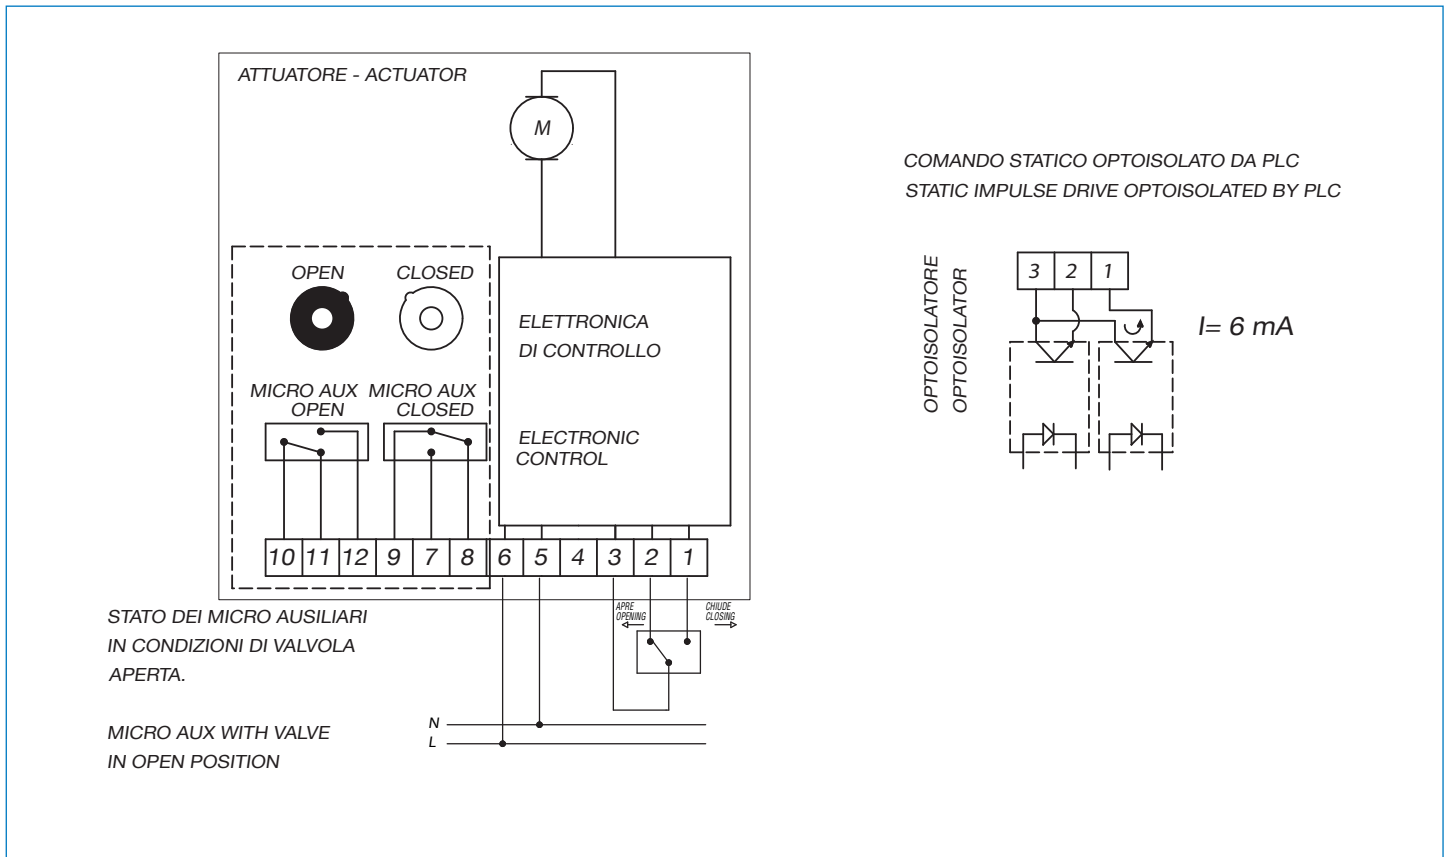 ATTUATORE - ACTUATOR
M
OPEN CLOSED
MICRO AUX OPEN
MICRO AUX CLOSED
ELETTRONICA
DI CONTROLLO
ELECTRONIC
CONTROL
10 11 12 9 7 8 6 5 4 3 2 1
APRE
OPENING
CHIUDE
CLOSING
N
L
STATO DEI MICRO AUSILIARI
IN CONDIZIONI DI VALVOLA
APERTA.
MICRO AUX WITH VALVE
IN OPEN POSITION
COMANDO STATICO OPTOISOLATO DA PLC
STATIC IMPULSE DRIVE OPTOISOLATED BY PLC
OPTOISOLATORE
OPTOISOLATOR
3 2 1
I= 6 mA